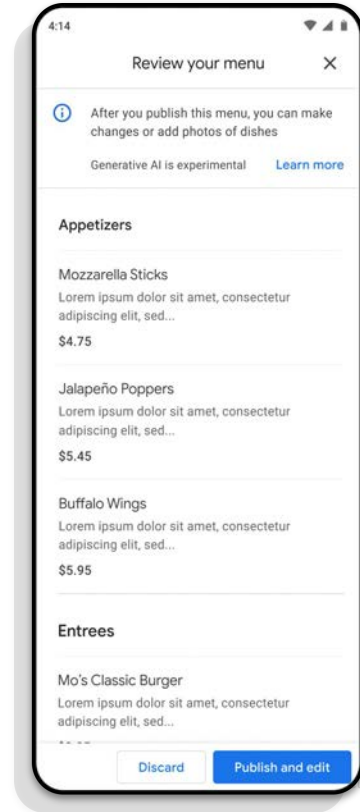 4:14
Review your menu
After you publish this menu, you can make
changes or add photos of dishes
Generative AI is experimental Learn more
Appetizers
Mozzarella Sticks
Lorem ipsum dolor sit amet, consectetur
adipiscing elit, sed...
$4.75
Jalapeño Poppers
Lorem ipsum dolor sit amet, consectetur
adipiscing elit, sed...
$5.45
Buffalo Wings
Lorem ipsum dolor sit amet, consectetur
adipiscing elit, sed...
$5.95
Entrees
Mo's Classic Burger
Lorem ipsum dolor sit amet, consectetur
adipiscing elit, sed...
Discard Publish and edit